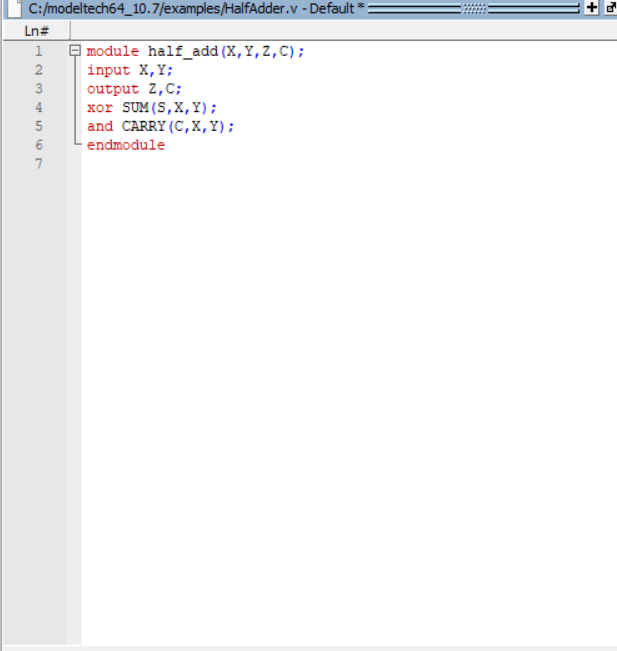 C:/modeltech64_10.7/examples/HalfAdder.v - Default *
Ln#
1 module half_add(X,Y,Z,C);
2 input X,Y;
3 output Z,C;
4 xor SUM(S,X,Y);
5 and CARRY(C,X,Y);
6 endmodule
7